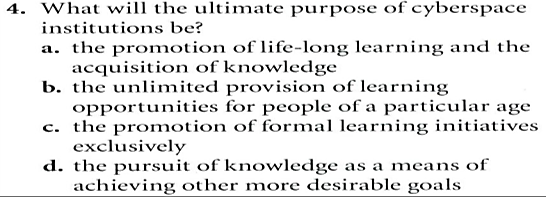 4. What will the ultimate purpose of cyberspace
institutions be?
a. the promotion of life-long learning and the
acquisition of knowledge
b. the unlimited provision of learning
opportunities for people of a particular age
c. the promotion of formal learning initiatives
exclusively
d. the pursuit of knowledge as a means of
achieving other more desirable goals